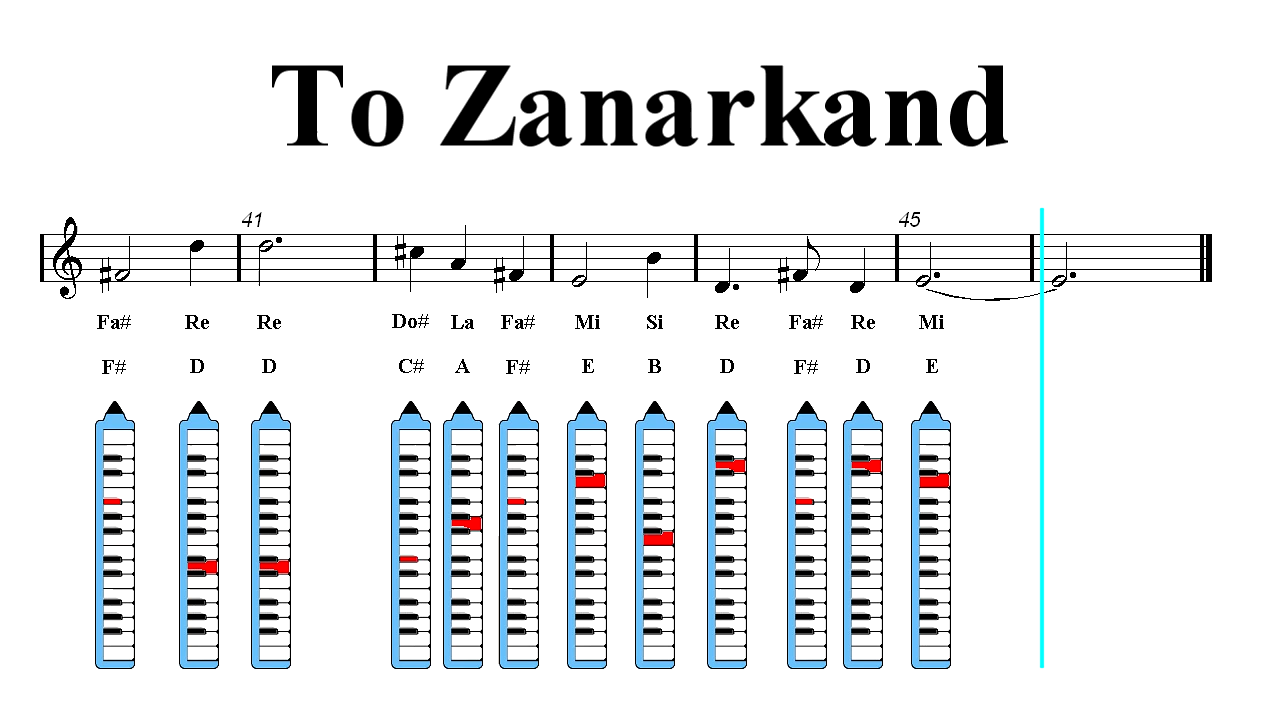 To Zanarkand
41 45
Fa# Re Re Do# La Fa# Mi Si Re Fa# Re Mi
F# D D C# A F# E B D F# D E